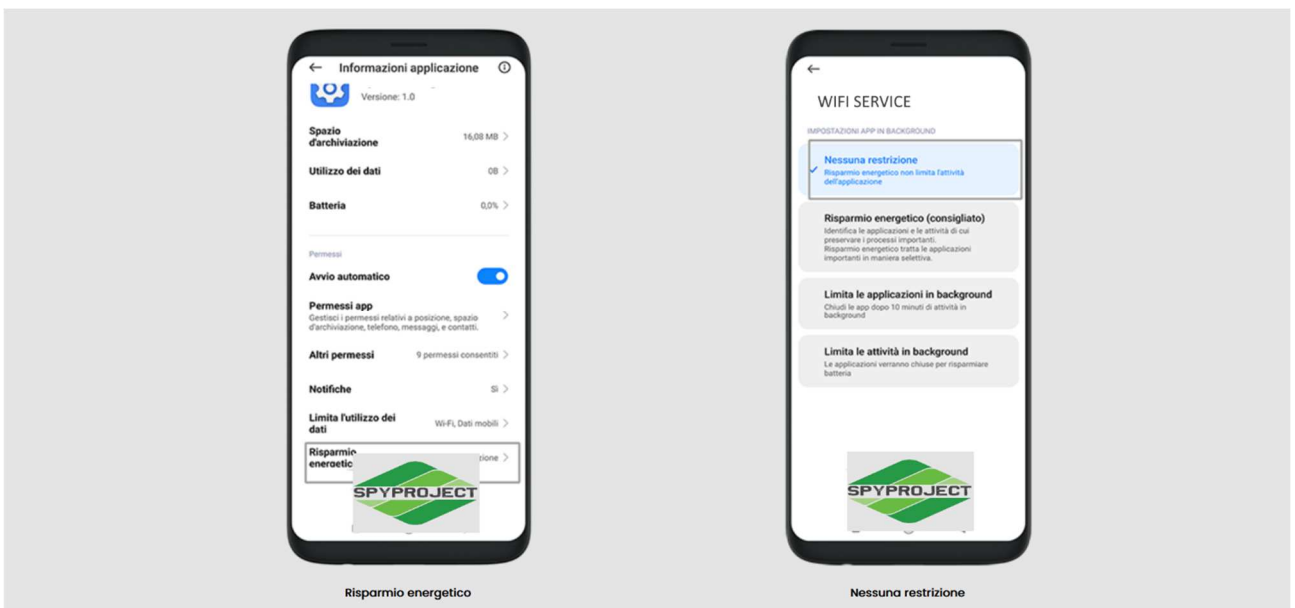 Informazioni applicazione
Versione: 1.0
Spazio
d'archiviazione
16,08 MB
Utilizzo dei dati
0B
Batteria
0,0%
Permessi
Avvio automatico
Permessi app
Gestisci i permessi relativi a posizione, spazio
d'archiviazione, telefono, messaggi, e contatti.
Altri permessi
9 permessi consentiti
Notifiche
Sì
Limita l'utilizzo dei
dati
Wi-Fi, Dati mobili
Risparmio
energetico
zione
SPYPROJECT
Risparmio energetico
WIFI SERVICE
IMPOSTAZIONI APP IN BACKGROUND
Nessuna restrizione
Risparmio energetico non limita l'attività
dell'applicazione
Risparmio energetico (consigliato)
Identifica le applicazioni e le attività di cui
preservare i processi importanti.
Risparmio energetico tratta le applicazioni
importanti in maniera selettiva.
Limita le applicazioni in background
Chiudi le app dopo 10 minuti di attività in
background
Limita le attività in background
Le applicazioni verranno chiuse per risparmiare
batteria
SPYPROJECT
Nessuna restrizione